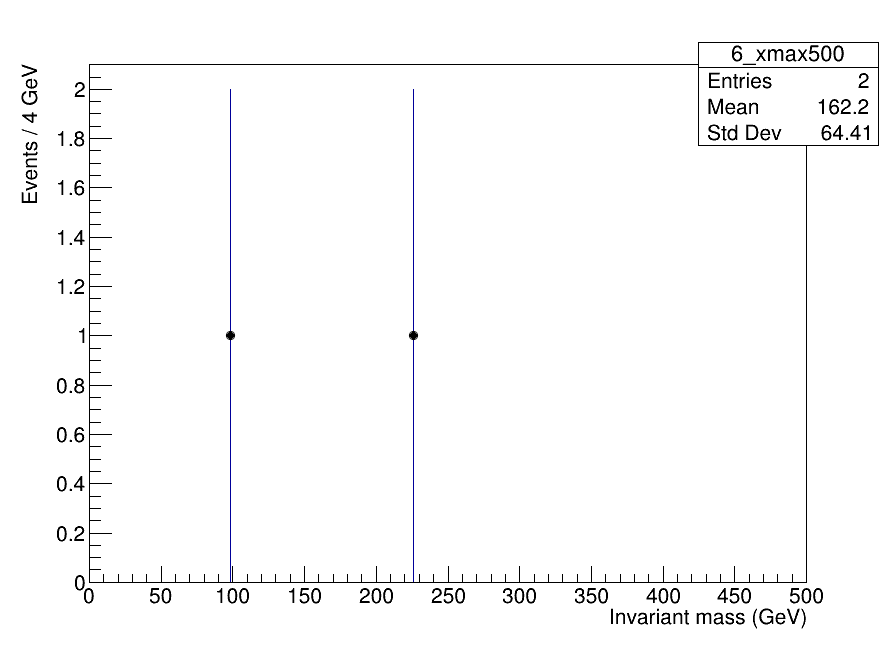 6_xmax500
Entries 2
Mean 162.2
Std Dev 64.41
Events / 4 GeV
2
1.8
1.6
1.4
1.2
1
0.8
0.6
0.4
0.2
0
0 50 100 150 200 250 300 350 400 450 500
Invariant mass (GeV)